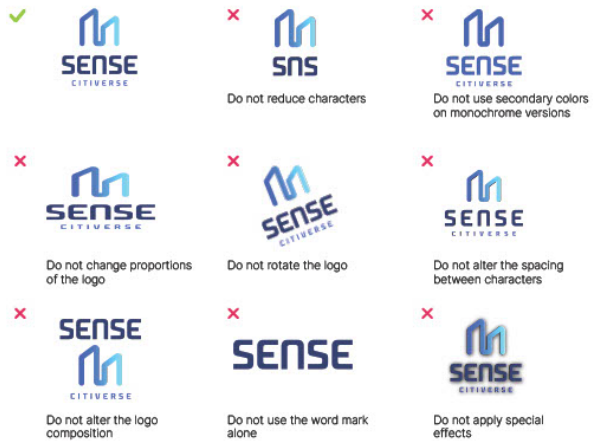 SENSE
CITIVERSE
SNS
Do not reduce characters
SENSE
CITIVERSE
Do not use secondary colors
on monochrome versions
SENSE
CITIVERSE
Do not change proportions
of the logo
SENSE
CITIVERSE
Do not rotate the logo
SENSE
CITIVERSE
Do not alter the spacing
between characters
SENSE
CITIVERSE
Do not alter the logo
composition
SENSE
Do not use the word mark
alone
SENSE
CITIVERSE
Do not apply special
effects